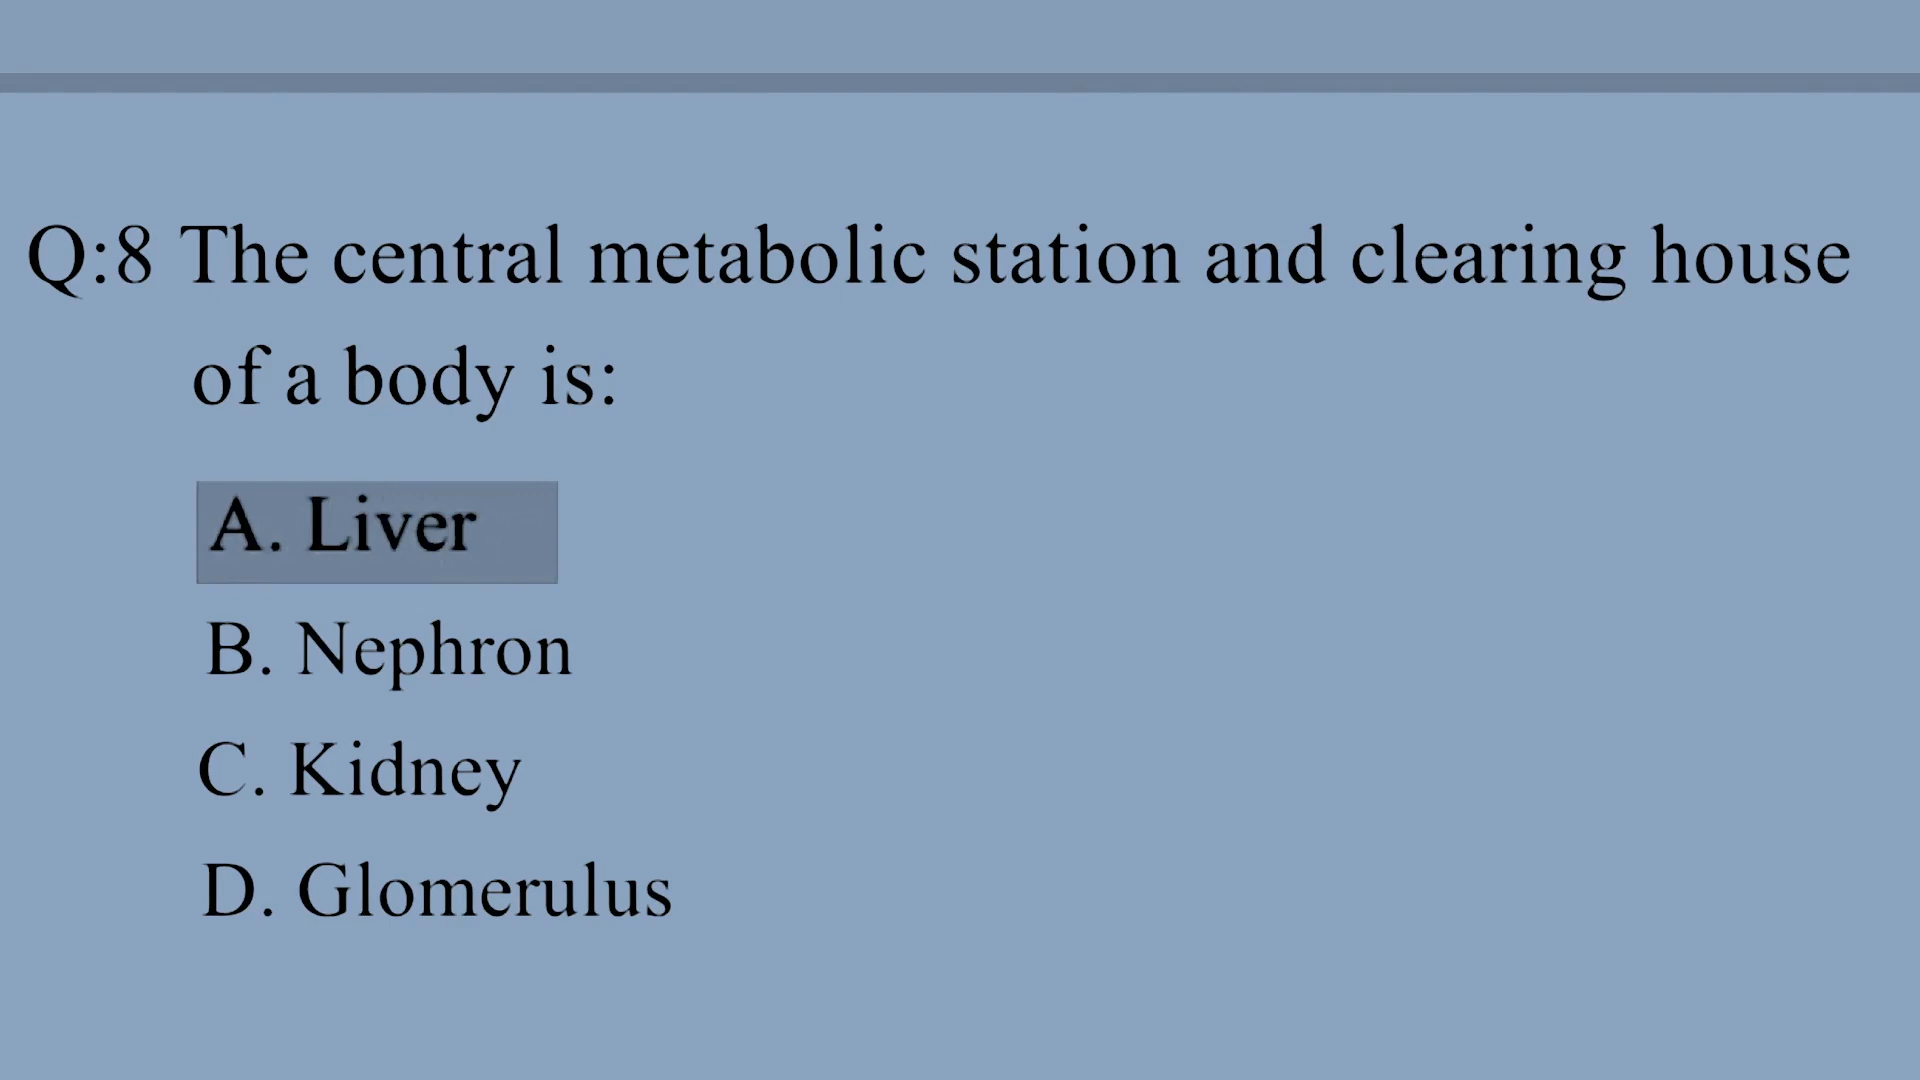 Q:8 The central metabolic station and clearing house
of a body is:
A. Liver
B. Nephron
C. Kidney
D. Glomerulus